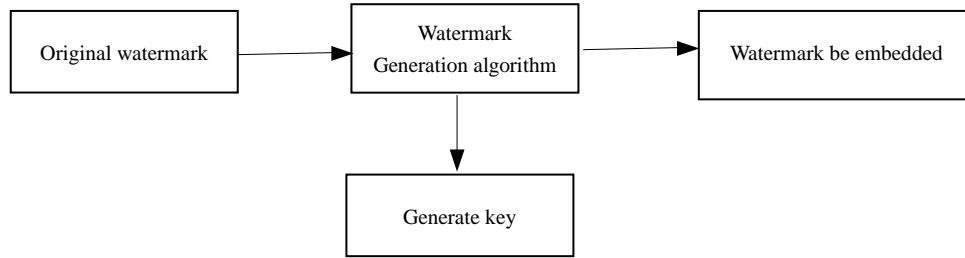 Original watermark
Watermark
Generation algorithm
Watermark be embedded
Generate key